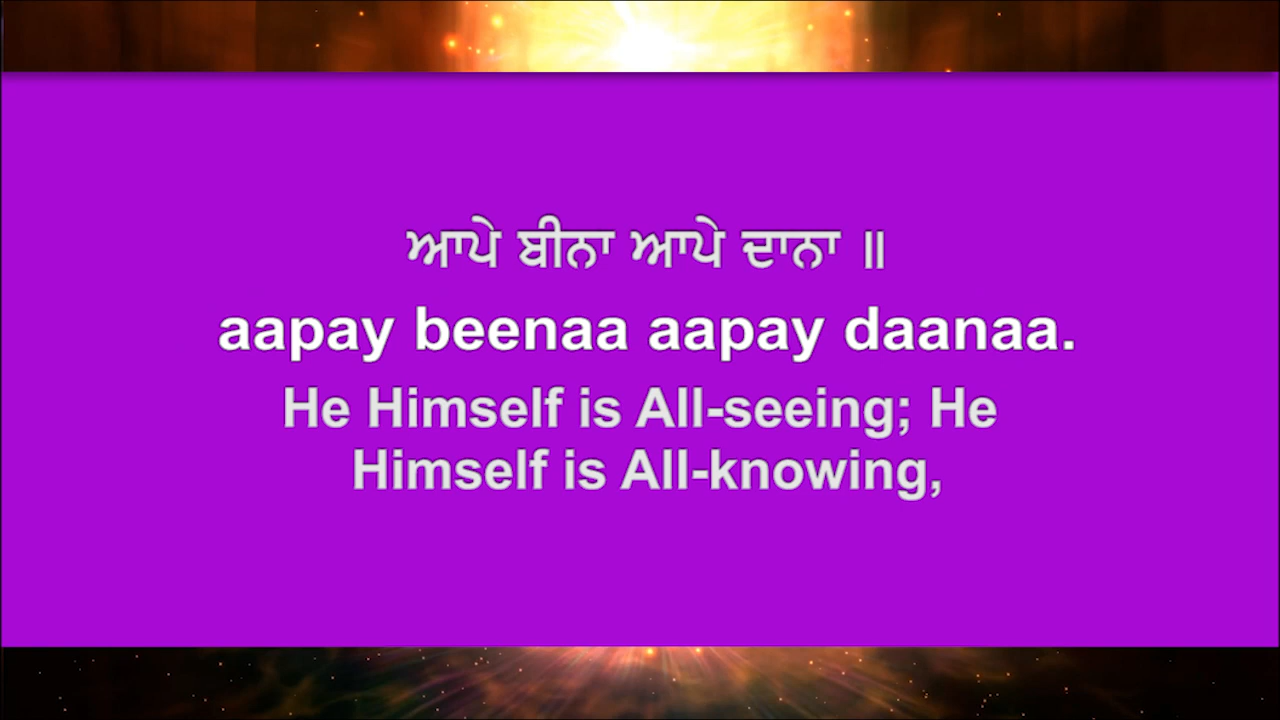 ਆਪੇ ਬੀਨਾ ਆਪੇ ਦਾਨਾ ॥
aapay beenaa aapay daanaa.
He Himself is All-seeing; He
Himself is All-knowing,